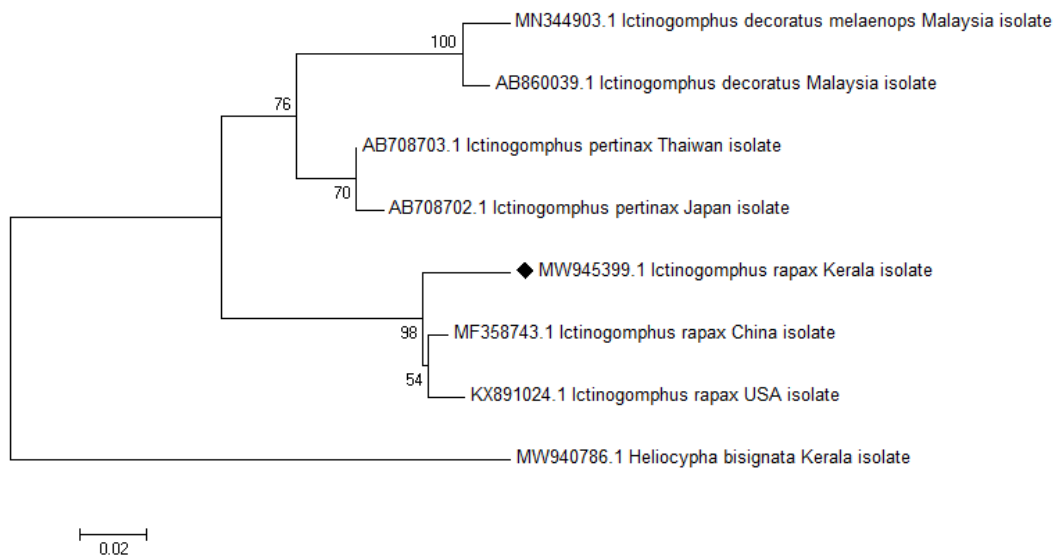 MN344903.1 Ictinogomphus decoratus melaenops Malaysia isolate
100
AB860039.1 Ictinogomphus decoratus Malaysia isolate
76
AB708703.1 Ictinogomphus pertinax Thaiwan isolate
70
AB708702.1 Ictinogomphus pertinax Japan isolate
MW945399.1 Ictinogomphus rapax Kerala isolate
98
MF358743.1 Ictinogomphus rapax China isolate
54
KX891024.1 Ictinogomphus rapax USA isolate
MW940786.1 Heliocypha bisignata Kerala isolate
0.02